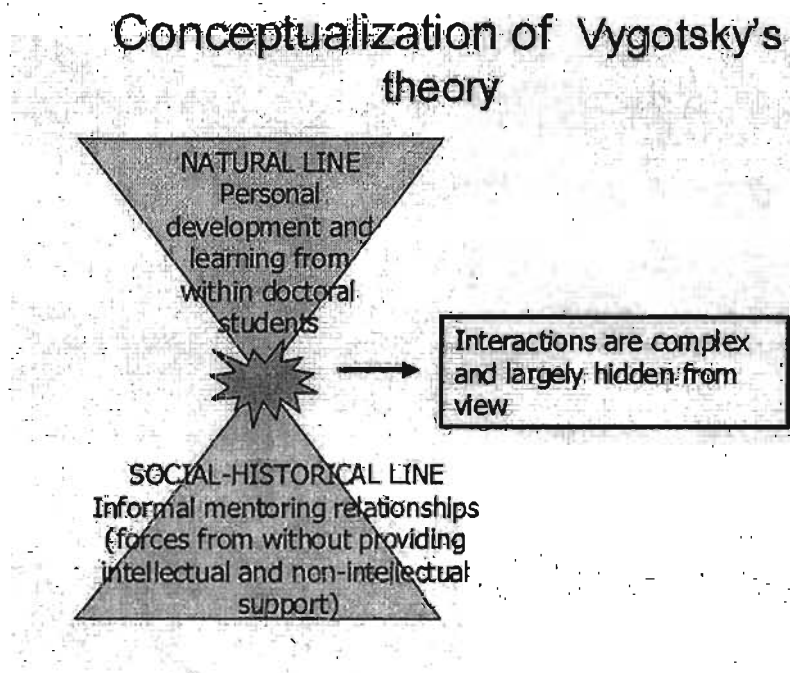 Conceptualization of Vygotsky's
theory
NATURAL LINE
Personal
development and
learning from
within doctoral
students
Interactions are complex
and largely hidden from
view
SOCIAL-HISTORICAL LINE
Informal mentoring relationships
(forces from without providing
intellectual and non-intellectual
support)